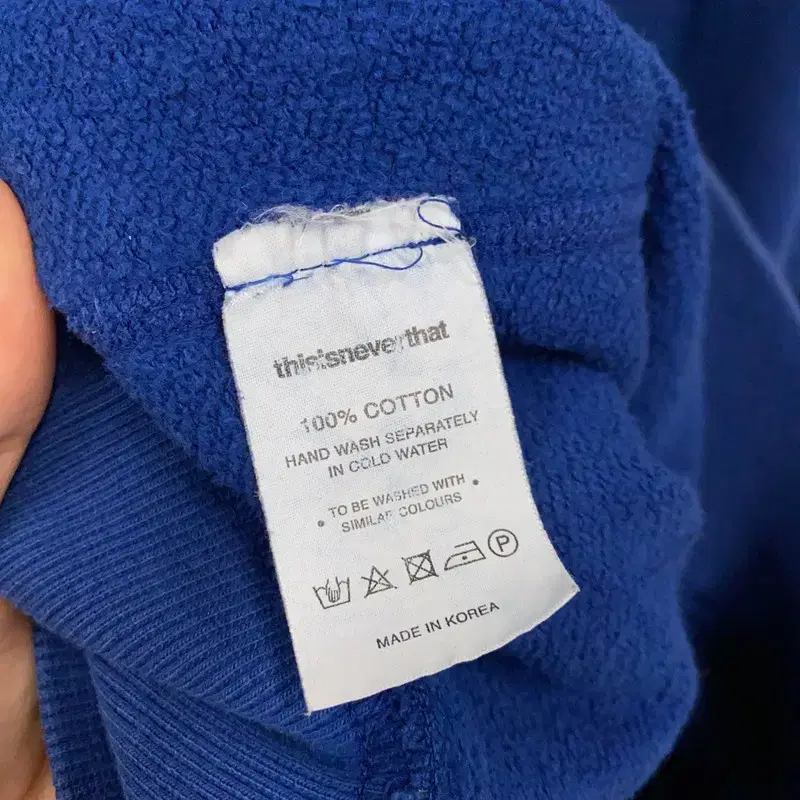 thisisneverthat
100% COTTON
HAND WASH SEPARATELY
IN COLD WATER
• TO BE WASHED WITH •
SIMILAR COLOURS
P
MADE IN KOREA